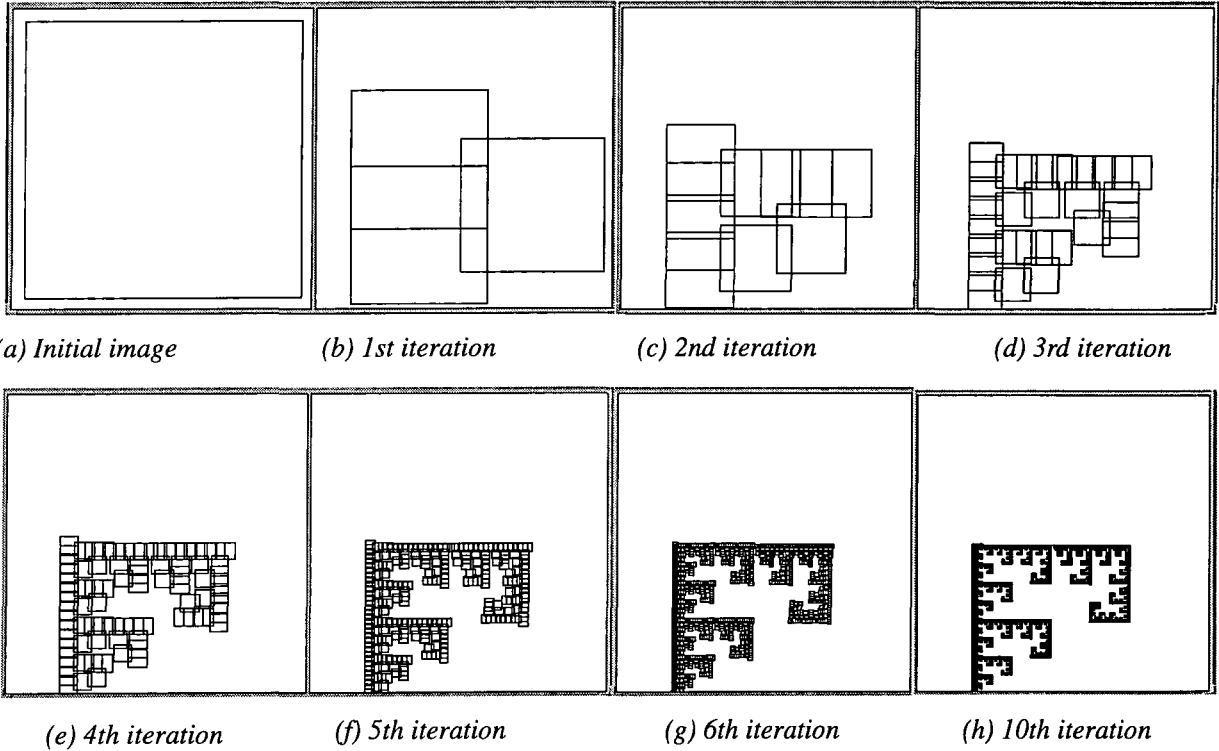 (a) Initial image
(b) 1st iteration
(c) 2nd iteration
(d) 3rd iteration
(e) 4th iteration
(f) 5th iteration
(g) 6th iteration
(h) 10th iteration